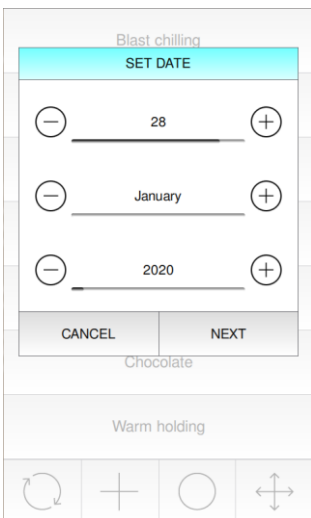 Blast chilling
SET DATE
28
January
2020
CANCEL NEXT
Chocolate
Warm holding